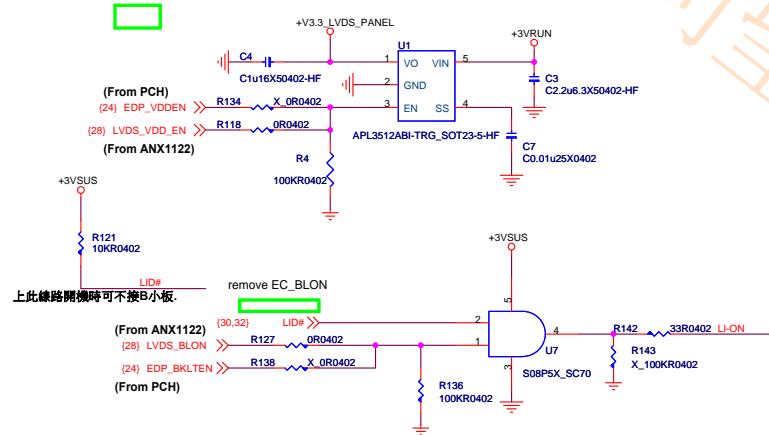 +V3.3_LVDS_PANEL
+3VRUN
C4
C1u16X50402-HF
U1
1 VO VIN 5
2 GND
3 EN SS 4
APL3512ABI-TRG_SOT23-5-HF
C3
C2.2u6.3X50402-HF
C7
C0.01u25X0402
(From PCH)
{24} EDP_VDDEN R134 X_0R0402
{28} LVDS_VDD_EN R118 0R0402
(From ANX1122)
R4
100KR0402
+3VSUS
R121
10KR0402
LID#
上此線路開機時可不接B小板.
remove EC_BLON
+3VSUS
{30,32} LID#
(From ANX1122)
{28} LVDS_BLON R127 0R0402
{24} EDP_BKLTEN R138 X_0R0402
(From PCH)
R136
100KR0402
5
2
1
4
3
U7
S08P5X_SC70
R142 33R0402 LI-ON
R143
X_100KR0402